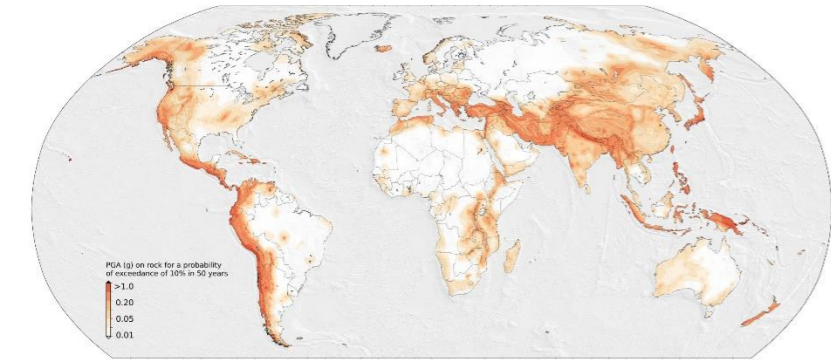 PGA (g) on rock for a probability
of exceedance of 10% in 50 years
>1.0
0.20
0.05
0.01